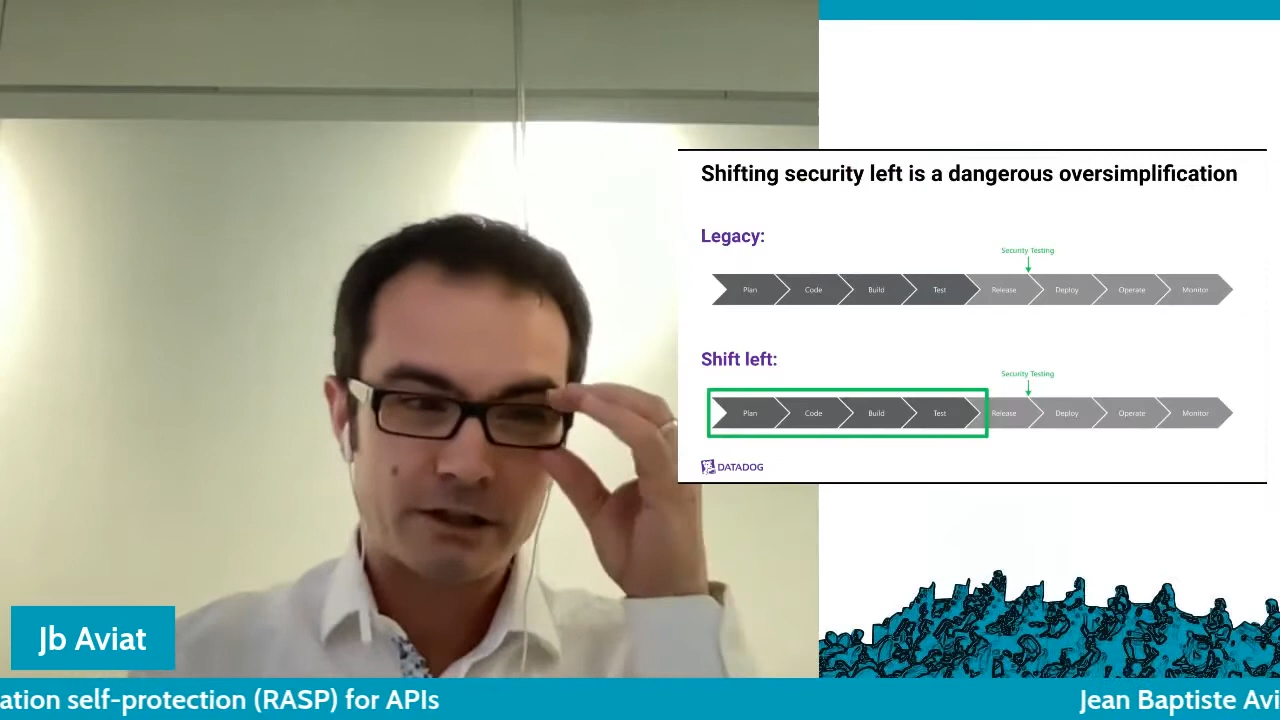 Shifting security left is a dangerous oversimplification
Legacy:
Security Testing
Plan Code Build Test Release Deploy Operate Monitor
Shift left:
Security Testing
Plan Code Build Test Release Deploy Operate Monitor
DATADOG
Jb Aviat
ation self-protection (RASP) for APIs
Jean Baptiste Avi